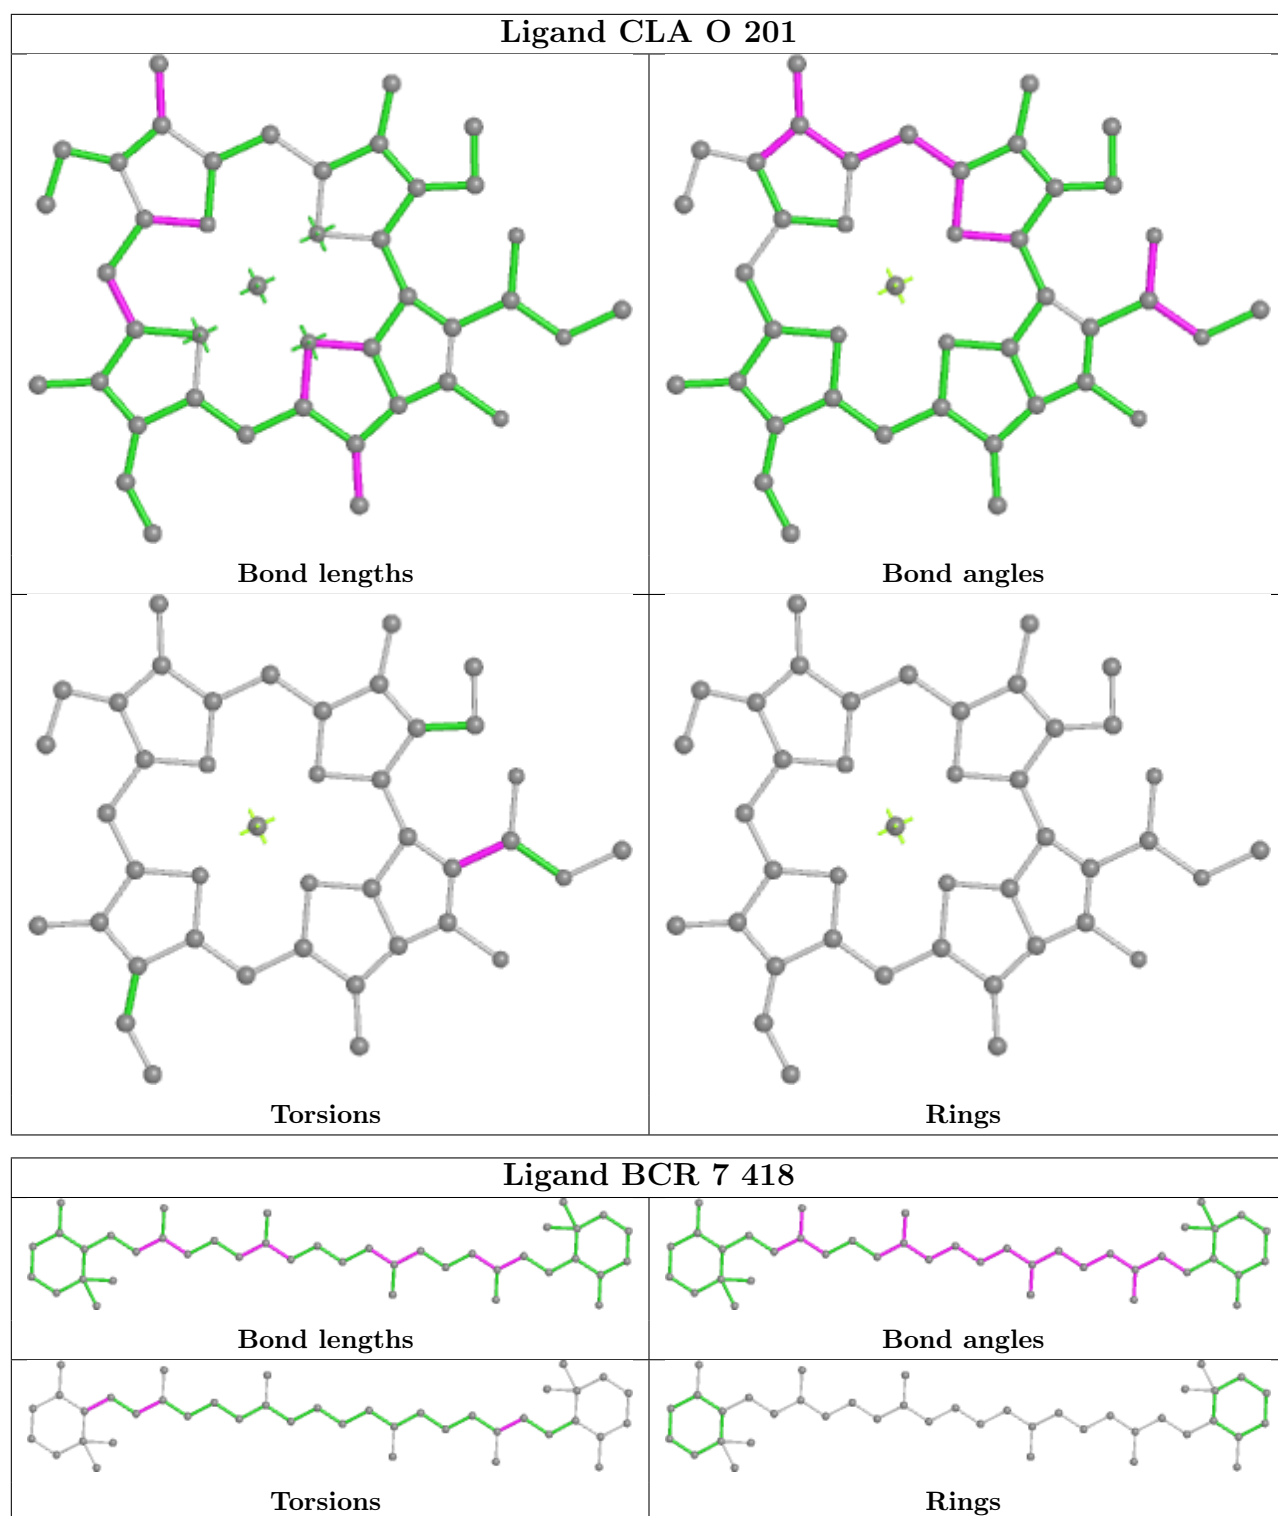 Ligand CLA O 201
Bond lengths
Bond angles
Torsions
Rings
Ligand BCR 7 418
Bond lengths
Bond angles
Torsions
Rings